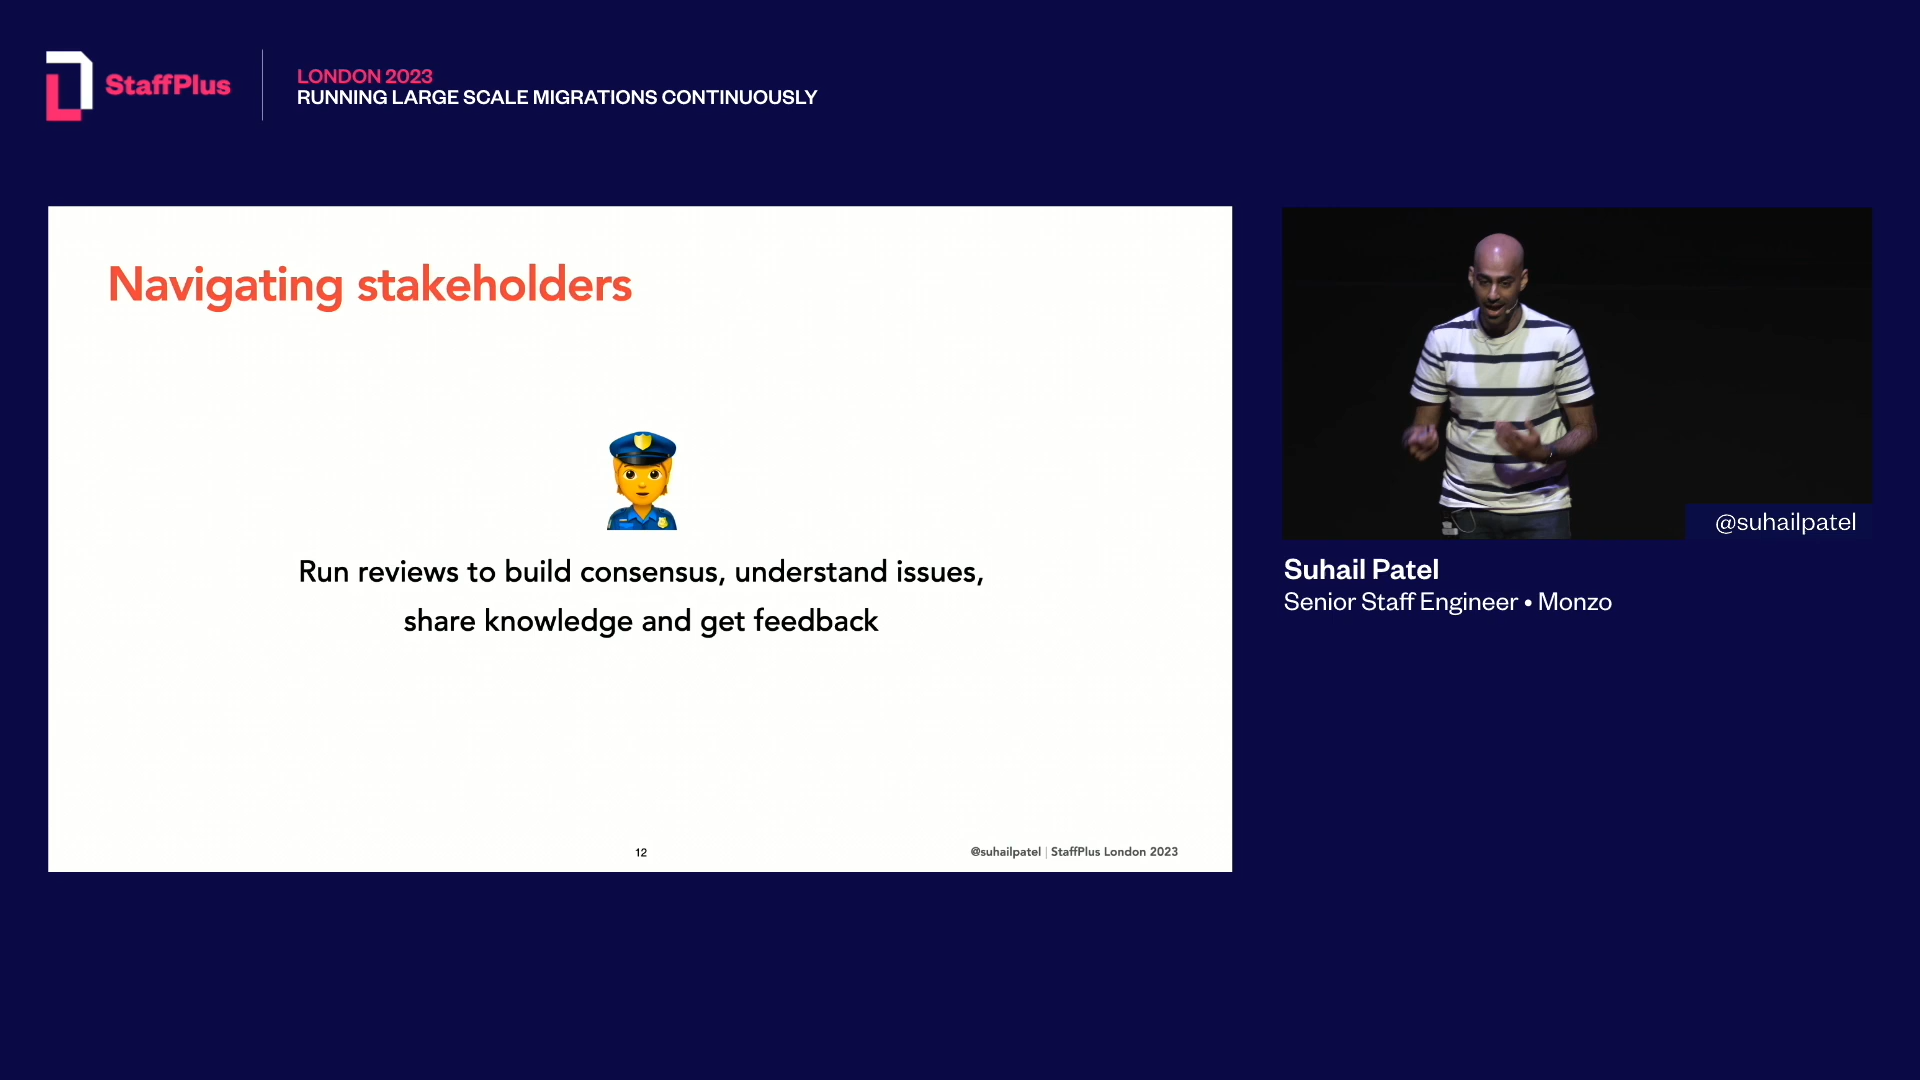 StaffPlus
LONDON 2023
RUNNING LARGE SCALE MIGRATIONS CONTINUOUSLY
Navigating stakeholders
Run reviews to build consensus, understand issues,
share knowledge and get feedback
12
@suhailpatel | StaffPlus London 2023
@suhailpatel
Suhail Patel
Senior Staff Engineer • Monzo